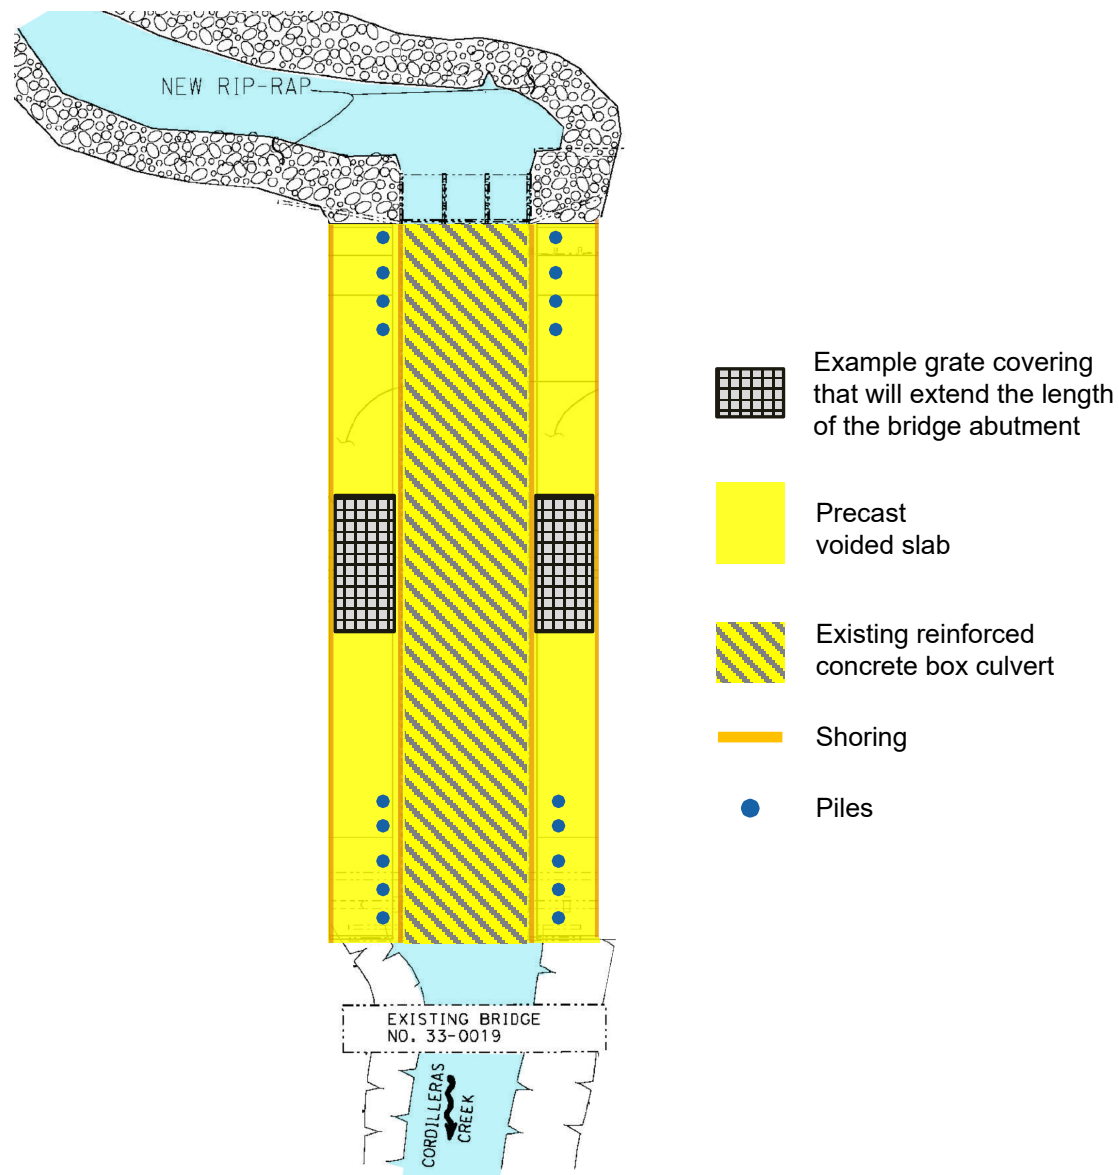 NEW RIP-RAP
Example grate covering
that will extend the length
of the bridge abutment
Precast
voided slab
Existing reinforced
concrete box culvert
Shoring
Piles
EXISTING BRIDGE
NO. 33-0019
CORDILLERAS
CREEK